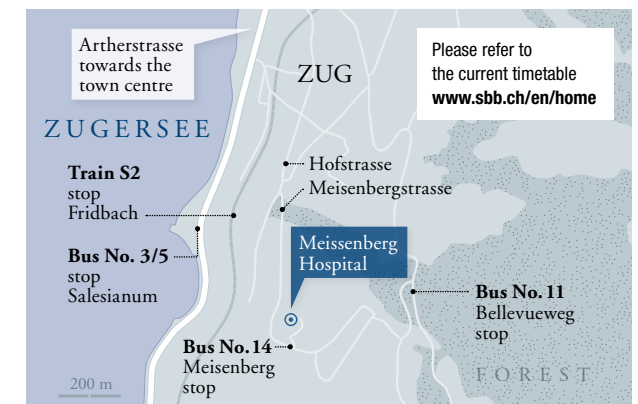 Artherstrasse
towards the
town centre
ZUG
Please refer to
the current timetable
www.sbb.ch/en/home
ZUGERSEE
Train S2
stop
Fridbach
Hofstrasse
Meisenbergstrasse
Bus No. 3/5
stop
Salesianum
Meissenberg
Hospital
Bus No. 11
Bellevueweg
stop
Bus No. 14
Meisenberg
stop
FOREST
200 m